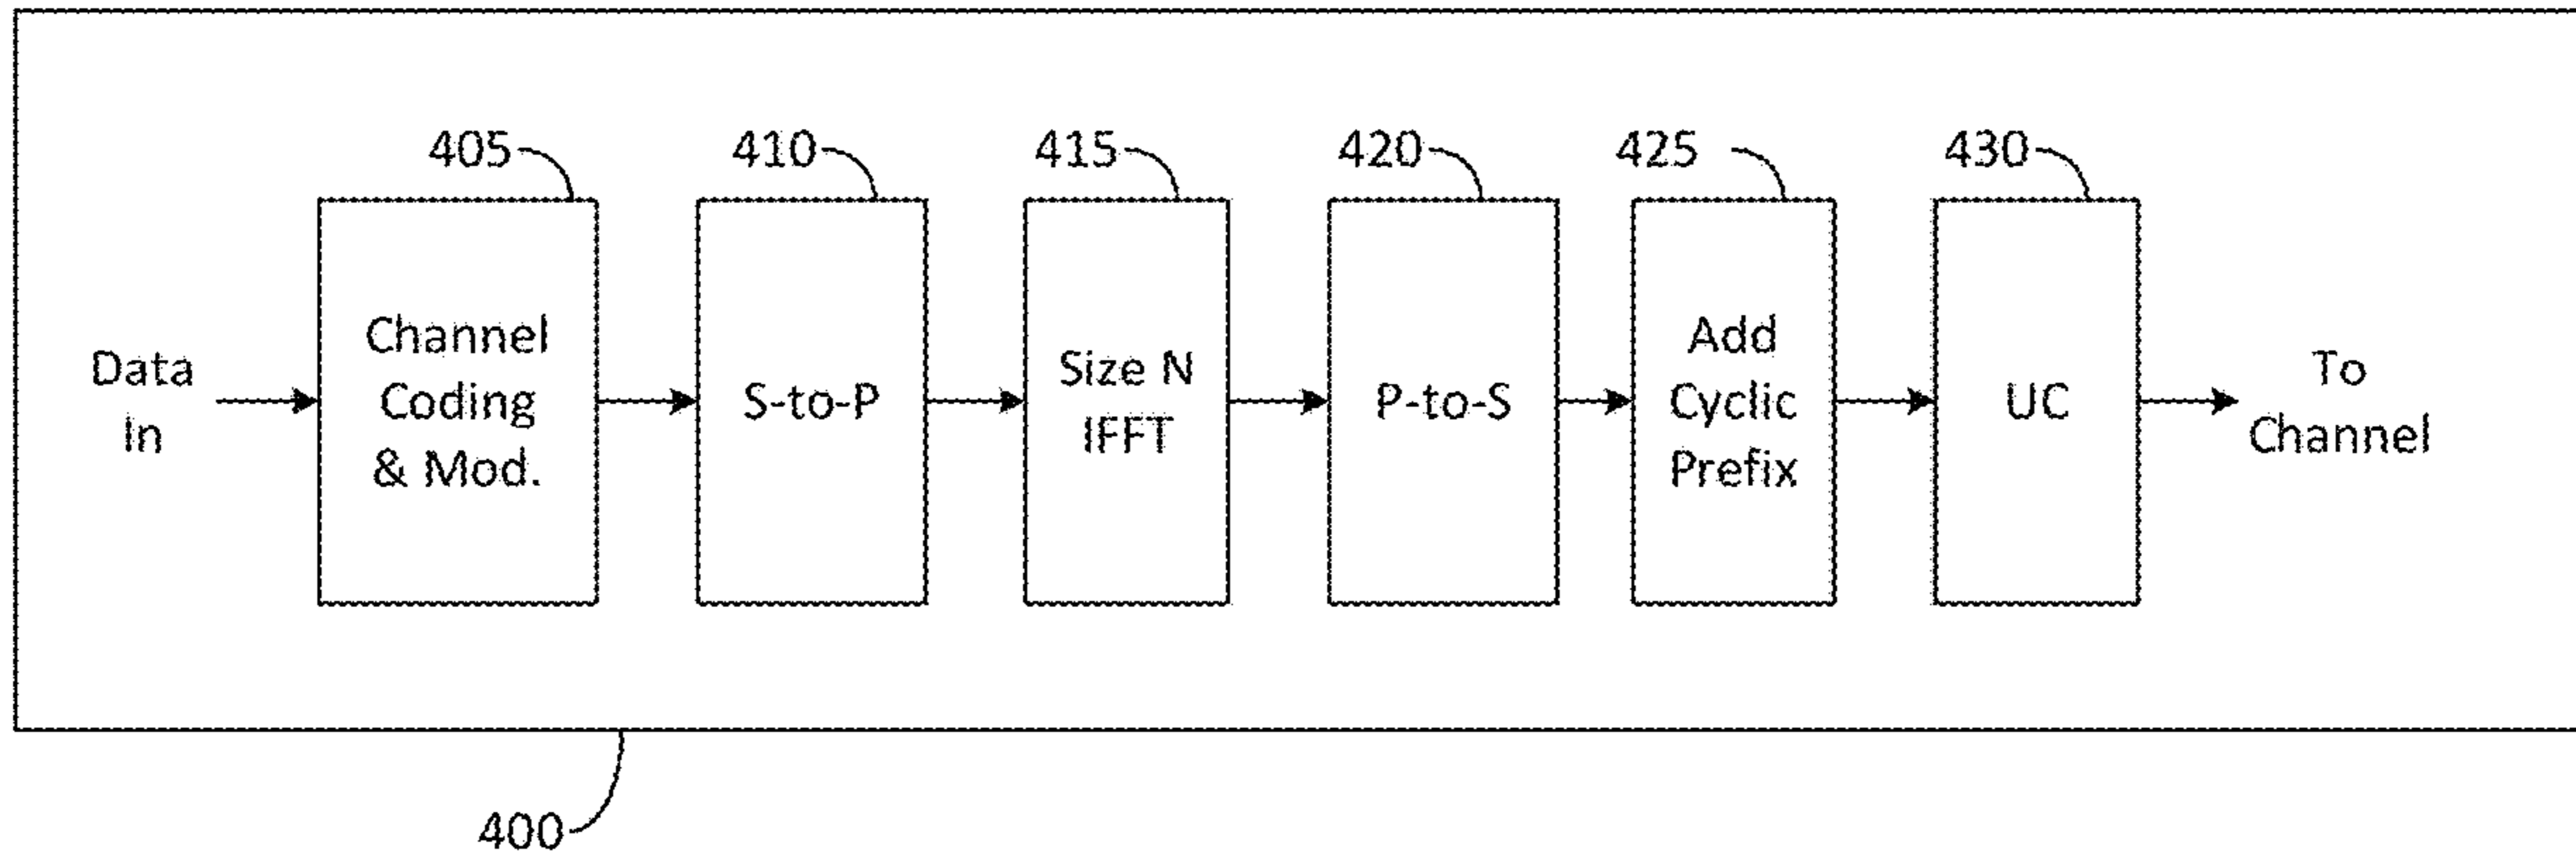 405
410
415
420
425
430
Data
In
Channel
Coding
& Mod.
S-to-P
Size N
IFFT
P-to-S
Add
Cyclic
Prefix
UC
To
Channel
400